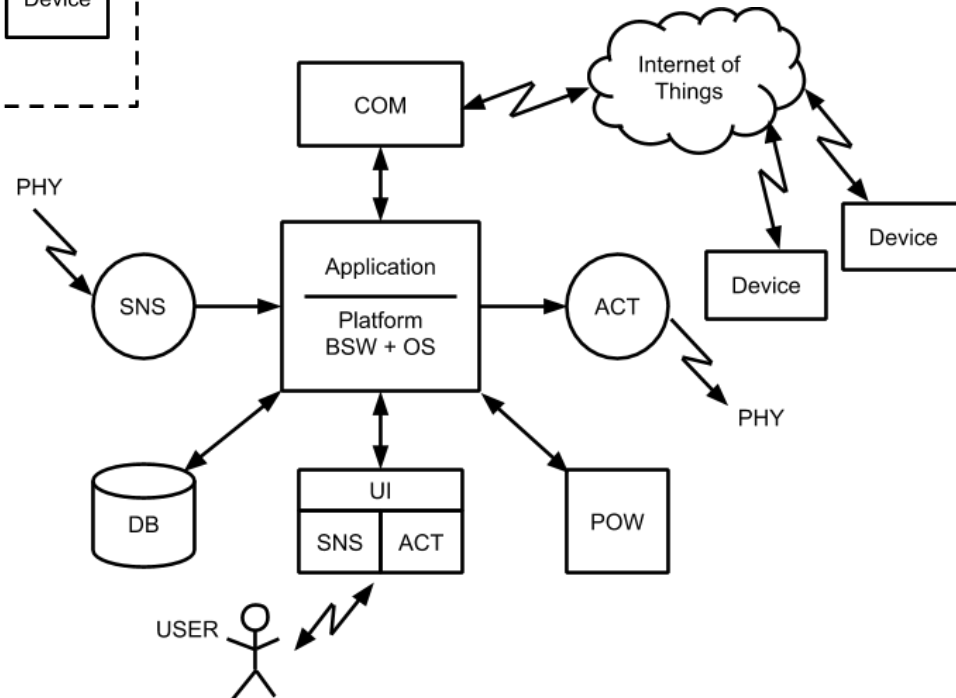 Device
Internet of
Things
COM
PHY
Device
Application
Device
SNS
ACT
Platform
BSW + OS
PHY
UI
DB
POW
SNS
ACT
USER